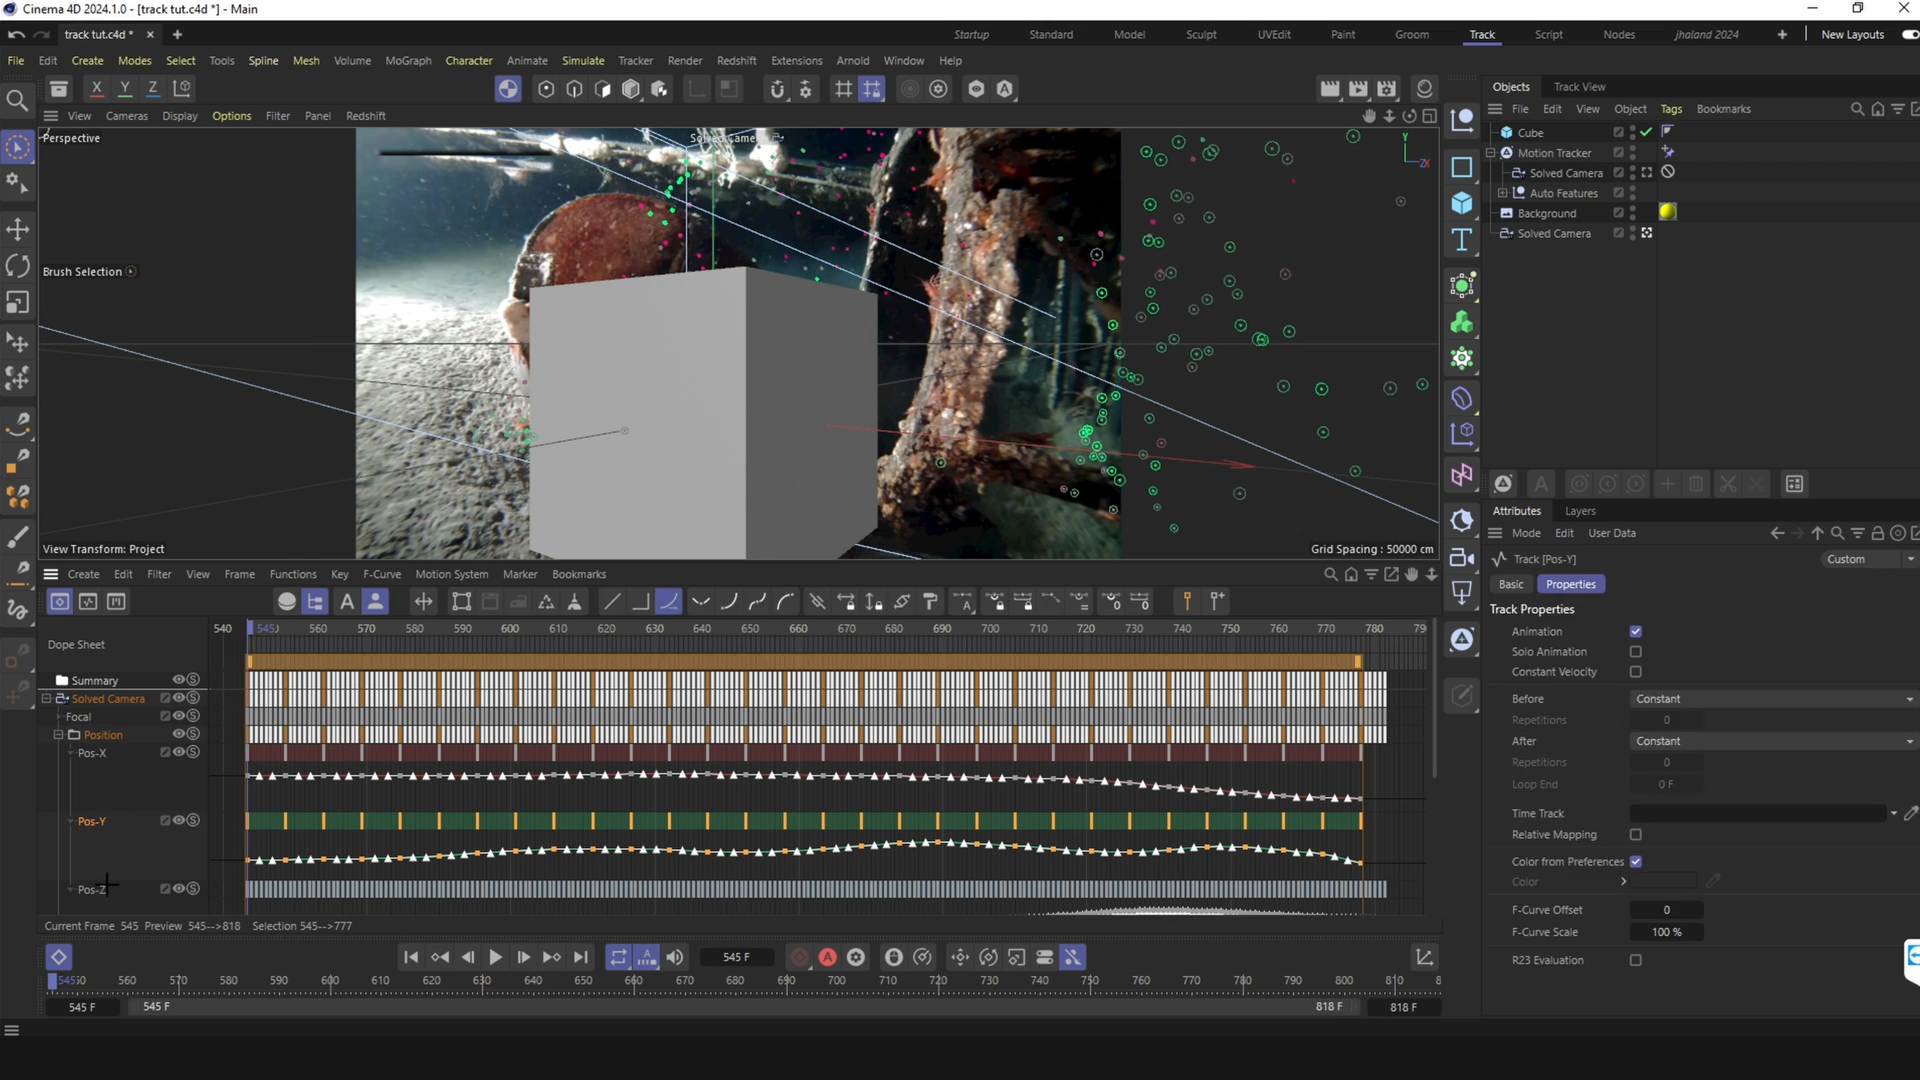 Cinema 4D 2024.1.0 - [track tut.c4d *] - Main
track tut.c4d *
Startup Standard Model Sculpt UVEdit Paint Groom Track Script Nodes jhaland 2024 New Layouts
File Edit Create Modes Select Tools Spline Mesh Volume MoGraph Character Animate Simulate Tracker Render Redshift Extensions Arnold Window Help
X Y Z
View Cameras Display Options Filter Panel Redshift
Perspective
Brush Selection
View Transform: Project
Grid Spacing : 50000 cm
Y
ZX
Objects Track View
File Edit View Object Tags Bookmarks
Cube
Motion Tracker
Solved Camera
Auto Features
Background
Solved Camera
Attributes Layers
Mode Edit User Data
Track [Pos-Y] Custom
Basic Properties
Track Properties
Animation
Solo Animation
Constant Velocity
Before Constant
Repetitions 0
After Constant
Repetitions 0
Loop End 0 F
Time Track
Relative Mapping
Color from Preferences
Color
F-Curve Offset 0
F-Curve Scale 100 %
R23 Evaluation
Create Edit Filter View Frame Functions Key F-Curve Motion System Marker Bookmarks
540 545 560 570 580 590 600 610 620 630 640 650 660 670 680 690 700 710 720 730 740 750 760 770 780 79
Dope Sheet
Summary
Solved Camera
Focal
Position
Pos-X
Pos-Y
Pos-Z
Current Frame 545 Preview 545-->818 Selection 545-->777
545 F
545 560 570 580 590 600 610 620 630 640 650 660 670 680 690 700 710 720 730 740 750 760 770 780 790 800 810 8
545 F 545 F 818 F 818 F